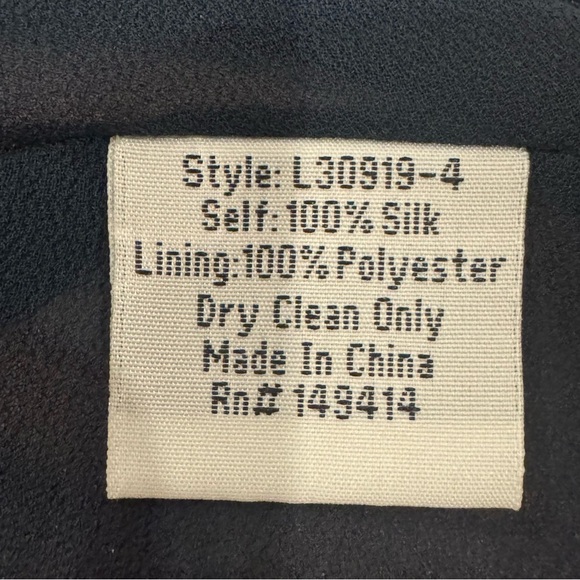 Style: L30919-4
Self: 100% Silk
Lining:100% Polyester
Dry Clean Only
Made In China
Rn# 149414